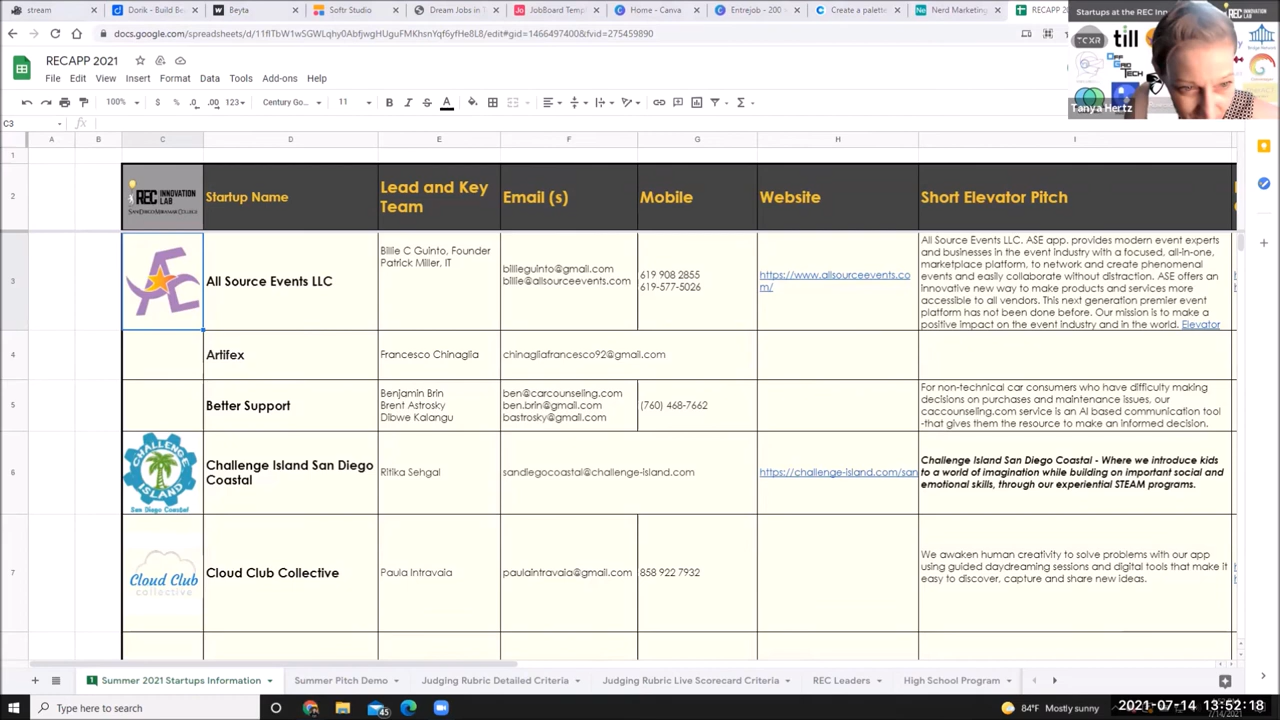 stream
Dorik - Build Be
Beyta
Softr Studio
Dream Jobs in T
JobBoard Templ
Home - Canva
Entrejob - 200 x
Create a palette
Nerd Marketing
RECAPP 2021
docs.google.com/spreadsheets/d/11fITbW1wSGWLqhy0AbfjwgHUguFMKhsnYqf6yfHe8L8/edit#gid=1466497400&fvid=275459890
Startups at the REC Inn
REC INNOVATION LAB
TCXR
till
OFF GRID TECH
Tanya Hertz
RECAPP 2021
File Edit View Insert Format Data Tools Add-ons Help
100% $ % .0 .00 123 Century Go... 11 B I S A
C3 fx
A B C D E F G H I
1
2
REC INNOVATION LAB
SAN DIEGO MIRAMAR COLLEGE
Startup Name
Lead and Key Team
Email (s)
Mobile
Website
Short Elevator Pitch
3
All Source Events LLC
Billie C Guinto, Founder
Patrick Miller, IT
billieguinto@gmail.com
billie@allsourceevents.com
619 908 2855
619-577-5026
https://www.allsourceevents.co
m/
All Source Events LLC. ASE app. provides modern event experts
and businesses in the event industry with a focused, all-in-one,
marketplace platform, to network and create phenomenal
events and easily collaborate without distraction. ASE offers an
innovative new way to make products and services more
accessible to all vendors. This next generation premier event
platform has not been done before. Our mission is to make a
positive impact on the event industry and in the world. Elevator
4
Artifex
Francesco Chinaglia
chinagliafrancesco92@gmail.com
5
Better Support
Benjamin Brin
Brent Astrosky
Dibwe Kalangu
ben@carcounseling.com
ben.brin@gmail.com
bastrosky@gmail.com
(760) 468-7662
For non-technical car consumers who have difficulty making
decisions on purchases and maintenance issues, our
caccounseling.com service is an AI based communication tool
-that gives them the resource to make an informed decision.
6
CHALLENGE ISLAND
San Diego Coastal
Challenge Island San Diego
Coastal
Ritika Sehgal
sandiegocoastal@challenge-island.com
https://challenge-island.com/san
Challenge Island San Diego Coastal - Where we introduce kids
to a world of imagination while building on important social and
emotional skills, through our experiential STEAM programs.
7
Cloud Club
collective
Cloud Club Collective
Paula Intravaia
paulaintravaia@gmail.com
858 922 7932
We awaken human creativity to solve problems with our app
using guided daydreaming sessions and digital tools that make it
easy to discover, capture and share new ideas.
Summer 2021 Startups Information
Summer Pitch Demo
Judging Rubric Detailed Criteria
Judging Rubric Live Scorecard Criteria
REC Leaders
High School Program
Type here to search
45
84°F Mostly sunny
2021-07-14 13:52:18